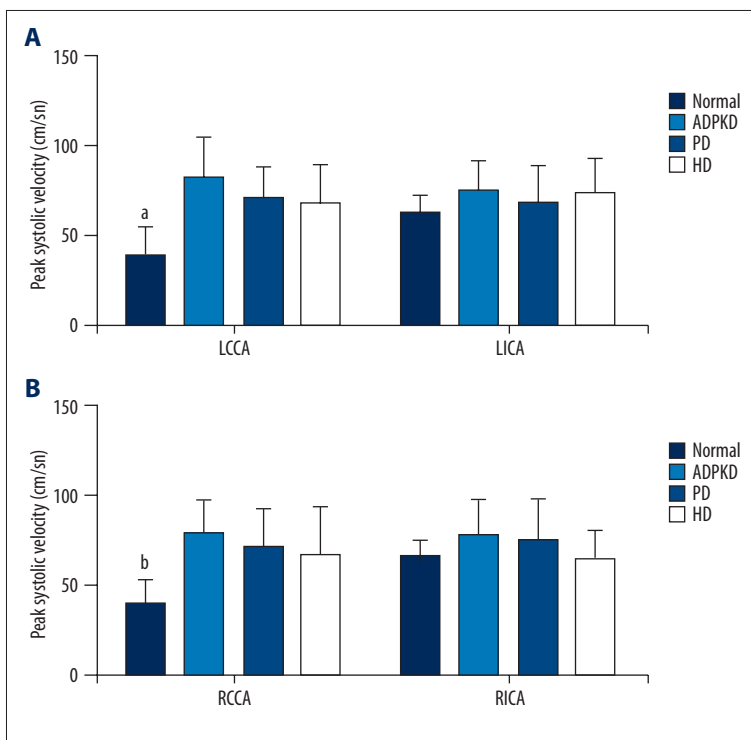 A
Peak systolic velocity (cm/sn)
150
100
50
0
a
LCCA
LICA
Normal
ADPKD
PD
HD
B
Peak systolic velocity (cm/sn)
150
100
50
0
b
RCCA
RICA
Normal
ADPKD
PD
HD